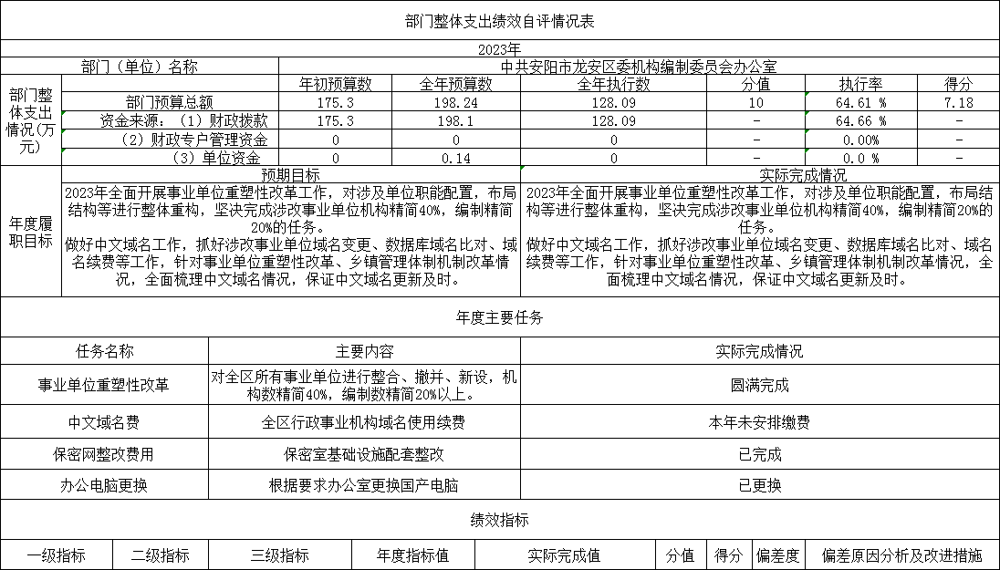 部门整体支出绩效自评情况表
2023年
部门（单位）名称 中共安阳市龙安区委机构编制委员会办公室
部门整体支出情况(万元) 年初预算数 全年预算数 全年执行数 分值 执行率 得分
部门预算总额 175.3 198.24 128.09 10 64.61 % 7.18
资金来源：（1）财政拨款 175.3 198.1 128.09 - 64.66 % -
（2）财政专户管理资金 0 0 0 - 0.00% -
（3）单位资金 0 0.14 0 - 0.0 % -
年度履职目标 预期目标 实际完成情况
2023年全面开展事业单位重塑性改革工作，对涉及单位职能配置，布局
结构等进行整体重构，坚决完成涉改事业单位机构精简40%，编制精简
20%的任务。
做好中文域名工作，抓好涉改事业单位域名变更、数据库域名比对、域
名续费等工作，针对事业单位重塑性改革、乡镇管理体制机制改革情
况，全面梳理中文域名情况，保证中文域名更新及时。
2023年全面开展事业单位重塑性改革工作，对涉及单位职能配置，布局
结构等进行整体重构，坚决完成涉改事业单位机构精简40%，编制精简20%的
任务。
做好中文域名工作，抓好涉改事业单位域名变更、数据库域名比对、域名
续费等工作，针对事业单位重塑性改革、乡镇管理体制机制改革情况，全
面梳理中文域名情况，保证中文域名更新及时。
年度主要任务
任务名称 主要内容 实际完成情况
事业单位重塑性改革 对全区所有事业单位进行整合、撤并、新设，机
构数精简40%，编制数精简20%以上。 圆满完成
中文域名费 全区行政事业机构域名使用续费 本年未安排缴费
保密网整改费用 保密室基础设施配套整改 已完成
办公电脑更换 根据要求办公室更换国产电脑 已更换
绩效指标
一级指标 二级指标 三级指标 年度指标值 实际完成值 分值 得分 偏差度 偏差原因分析及改进措施